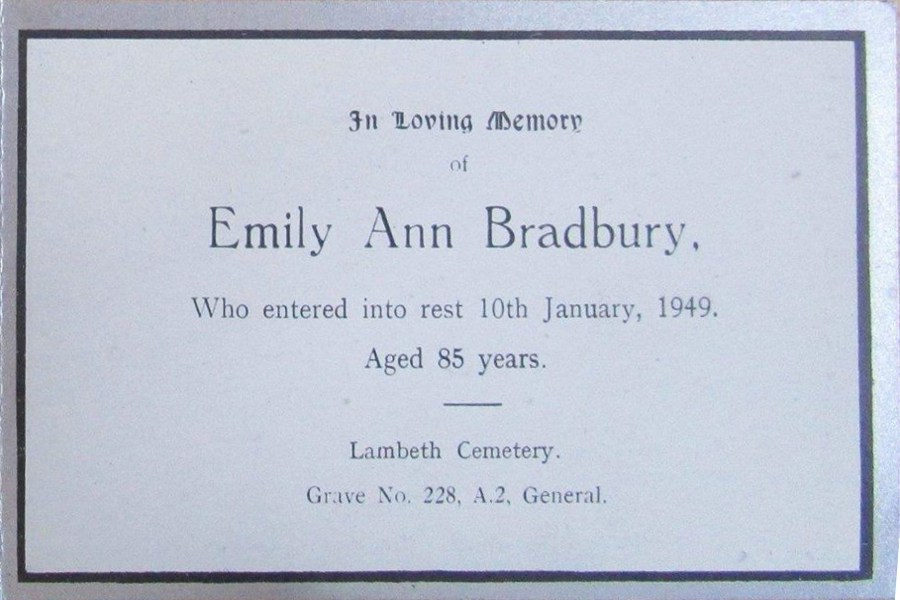 In Loving Memory
of
Emily Ann Bradbury,
Who entered into rest 10th January, 1949.
Aged 85 years.
Lambeth Cemetery.
Grave No. 228, A.2, General.